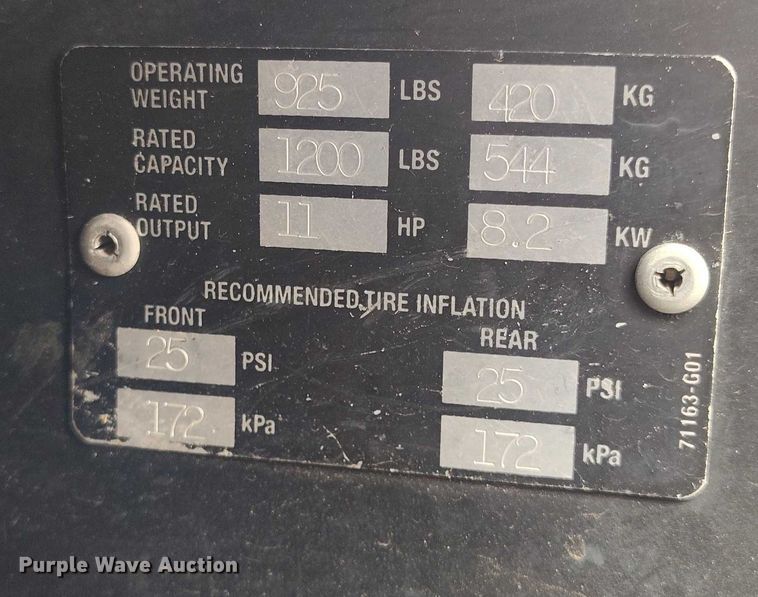 OPERATING WEIGHT 925 LBS 420 KG
RATED CAPACITY 1200 LBS 544 KG
RATED OUTPUT 11 HP 8.2 KW
RECOMMENDED TIRE INFLATION
FRONT REAR
25 PSI 25 PSI
172 kPa 172 kPa
71163-G01
Purple Wave Auction